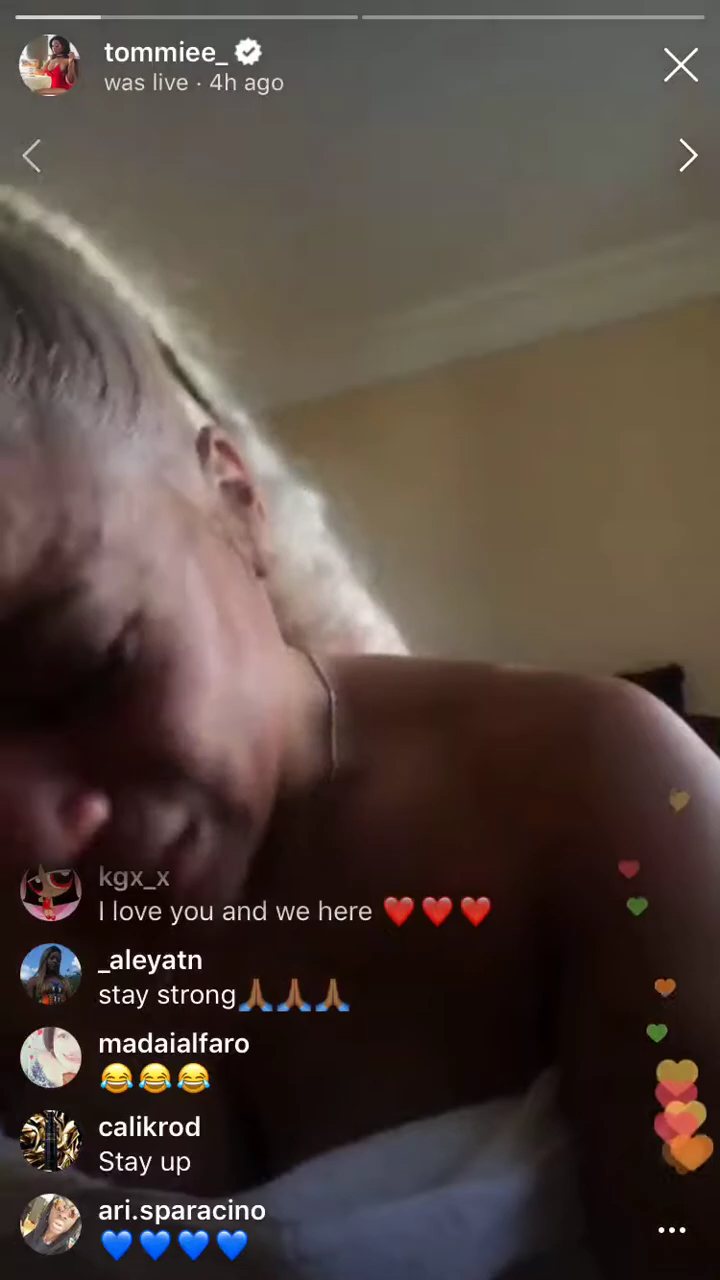 tommiee_
was live · 4h ago
kgx_x
I love you and we here ❤️❤️❤️
_aleyatn
stay strong🙏🏾🙏🏾🙏🏾
madaialfaro
😂😂😂
calikrod
Stay up
ari.sparacino
💙💙💙💙